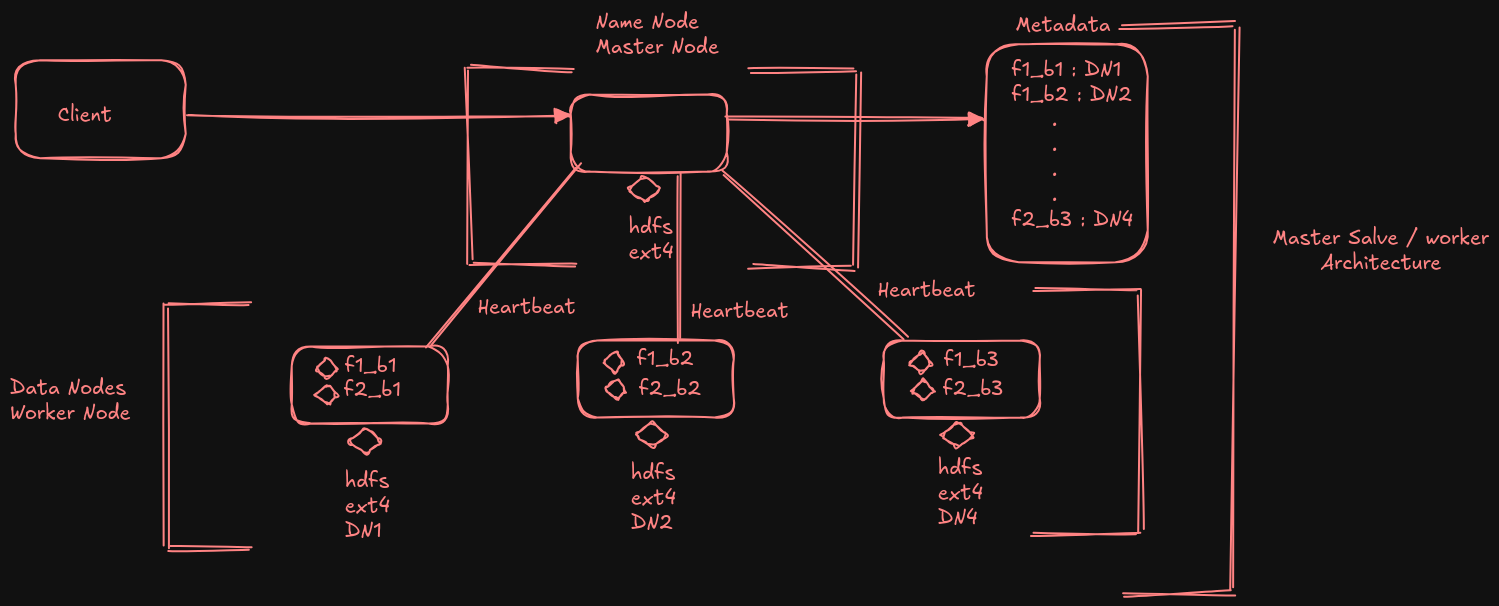 Name Node
Master Node
Metadata
Client
f1_b1 : DN1
f1_b2 : DN2
.
.
.
.
f2_b3 : DN4
hdfs
ext4
Master Salve / worker
Architecture
Heartbeat
Heartbeat
Heartbeat
Data Nodes
Worker Node
f1_b1
f2_b1
f1_b2
f2_b2
f1_b3
f2_b3
hdfs
ext4
DN1
hdfs
ext4
DN2
hdfs
ext4
DN4